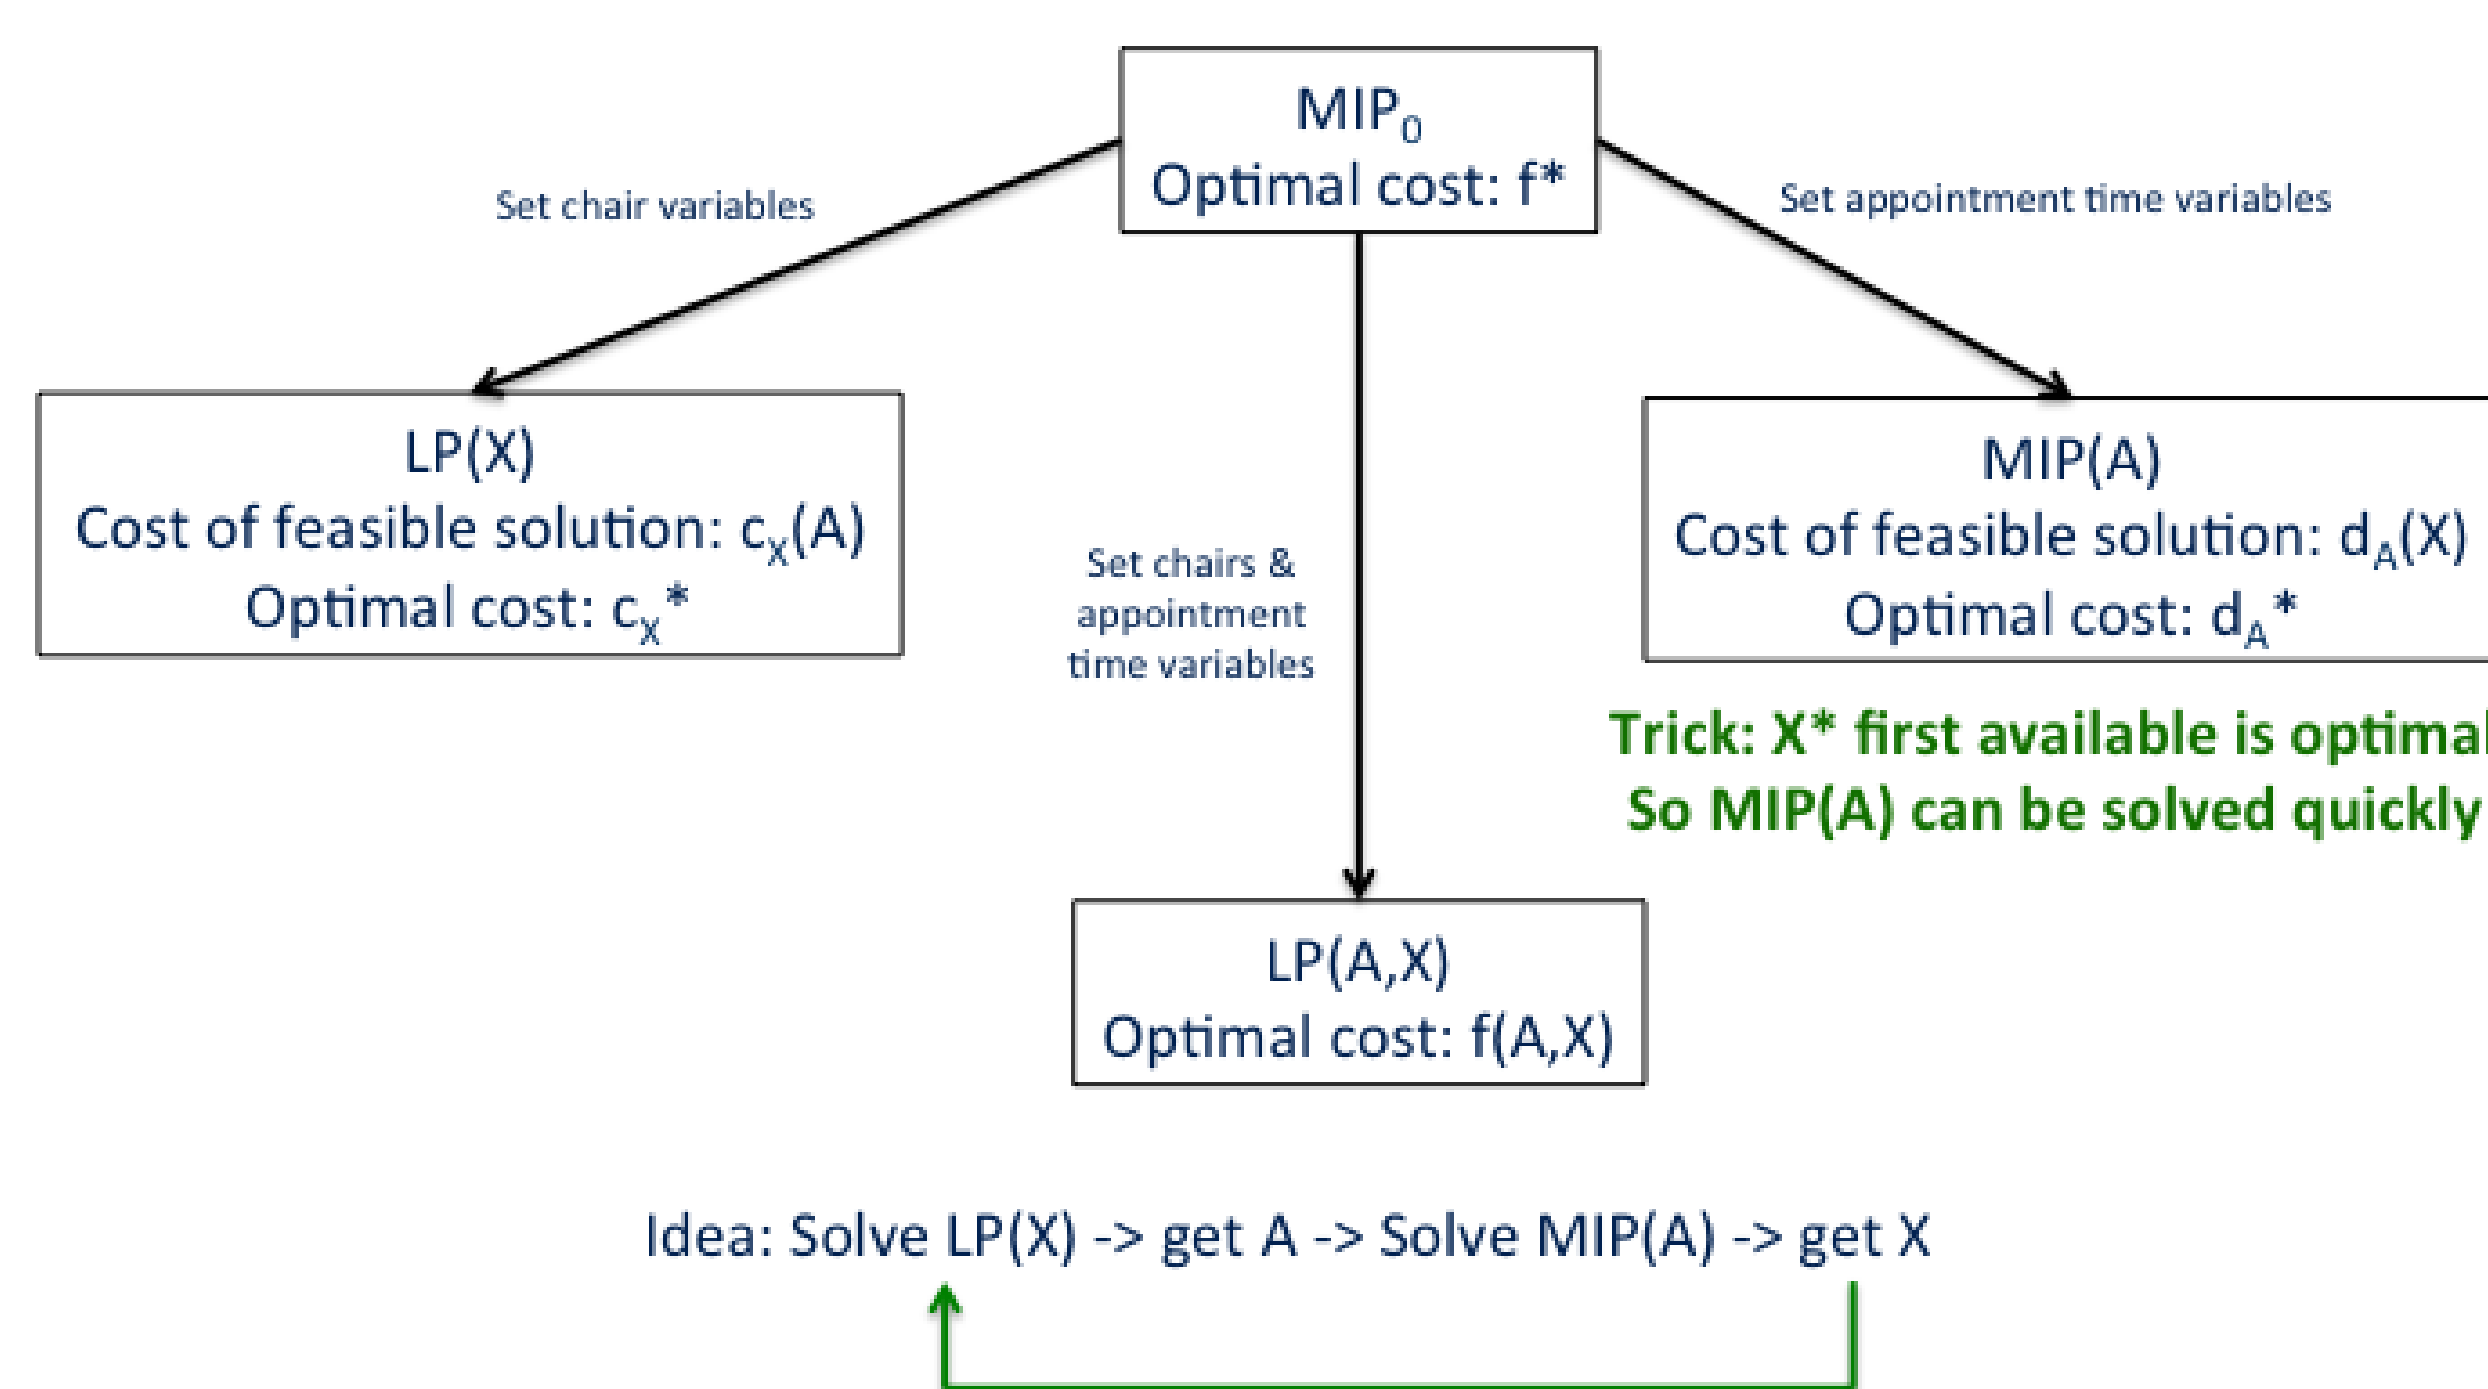 MIP₀
Optimal cost: f*
Set chair variables
Set appointment time variables
LP(X)
Cost of feasible solution: cₓ(A)
Optimal cost: cₓ*
Set chairs &
appointment
time variables
MIP(A)
Cost of feasible solution: d_A(X)
Optimal cost: d_A*
Trick: X* first available is optimal
So MIP(A) can be solved quickly
LP(A,X)
Optimal cost: f(A,X)
Idea: Solve LP(X) -> get A -> Solve MIP(A) -> get X